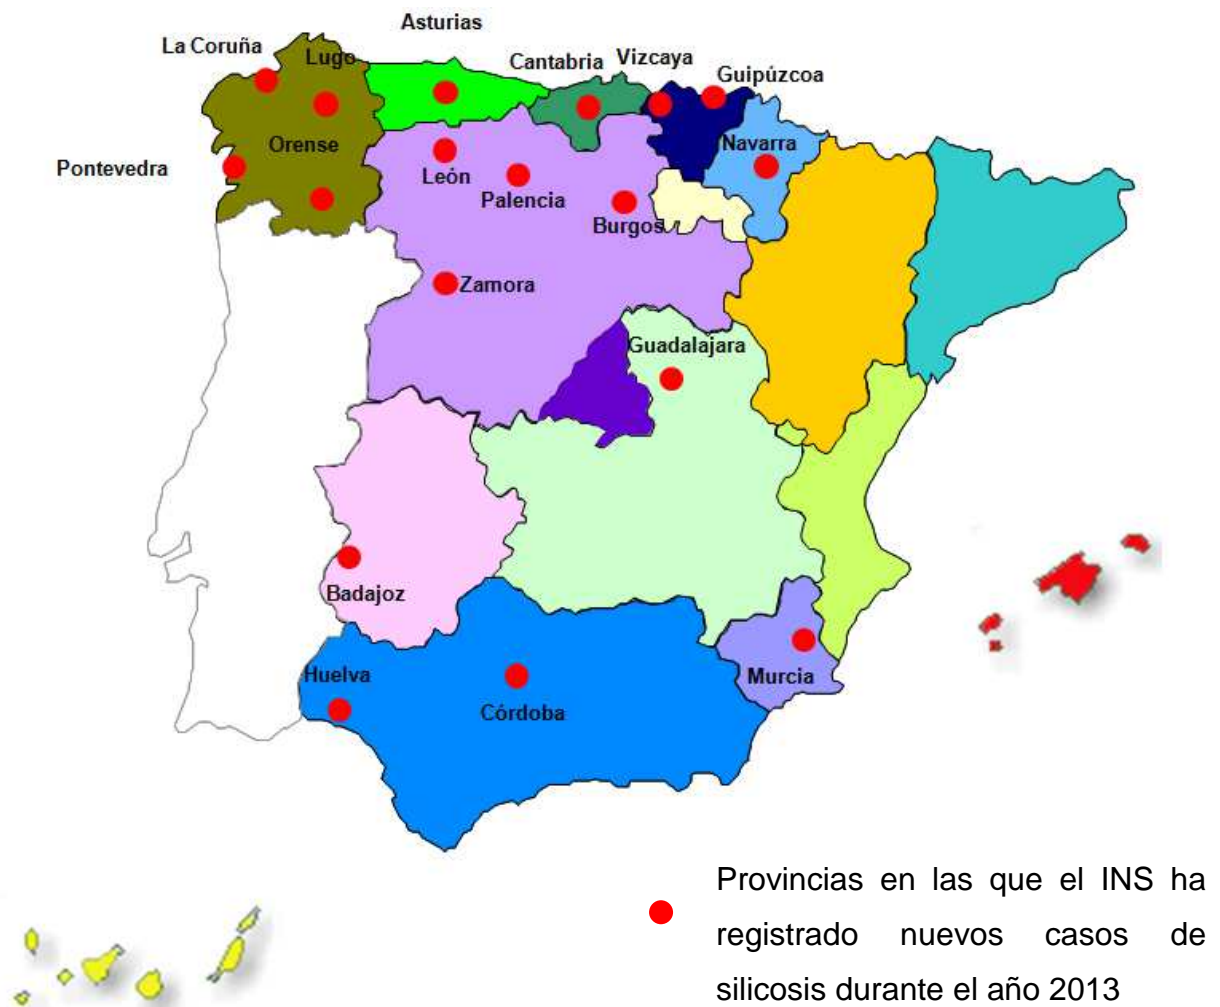 Asturias
La Coruña
Lugo
Cantabria
Vizcaya
Guipúzcoa
Orense
Navarra
Pontevedra
León
Palencia
Burgos
Zamora
Guadalajara
Badajoz
Huelva
Córdoba
Murcia
Provincias en las que el INS ha
registrado nuevos casos de
silicosis durante el año 2013